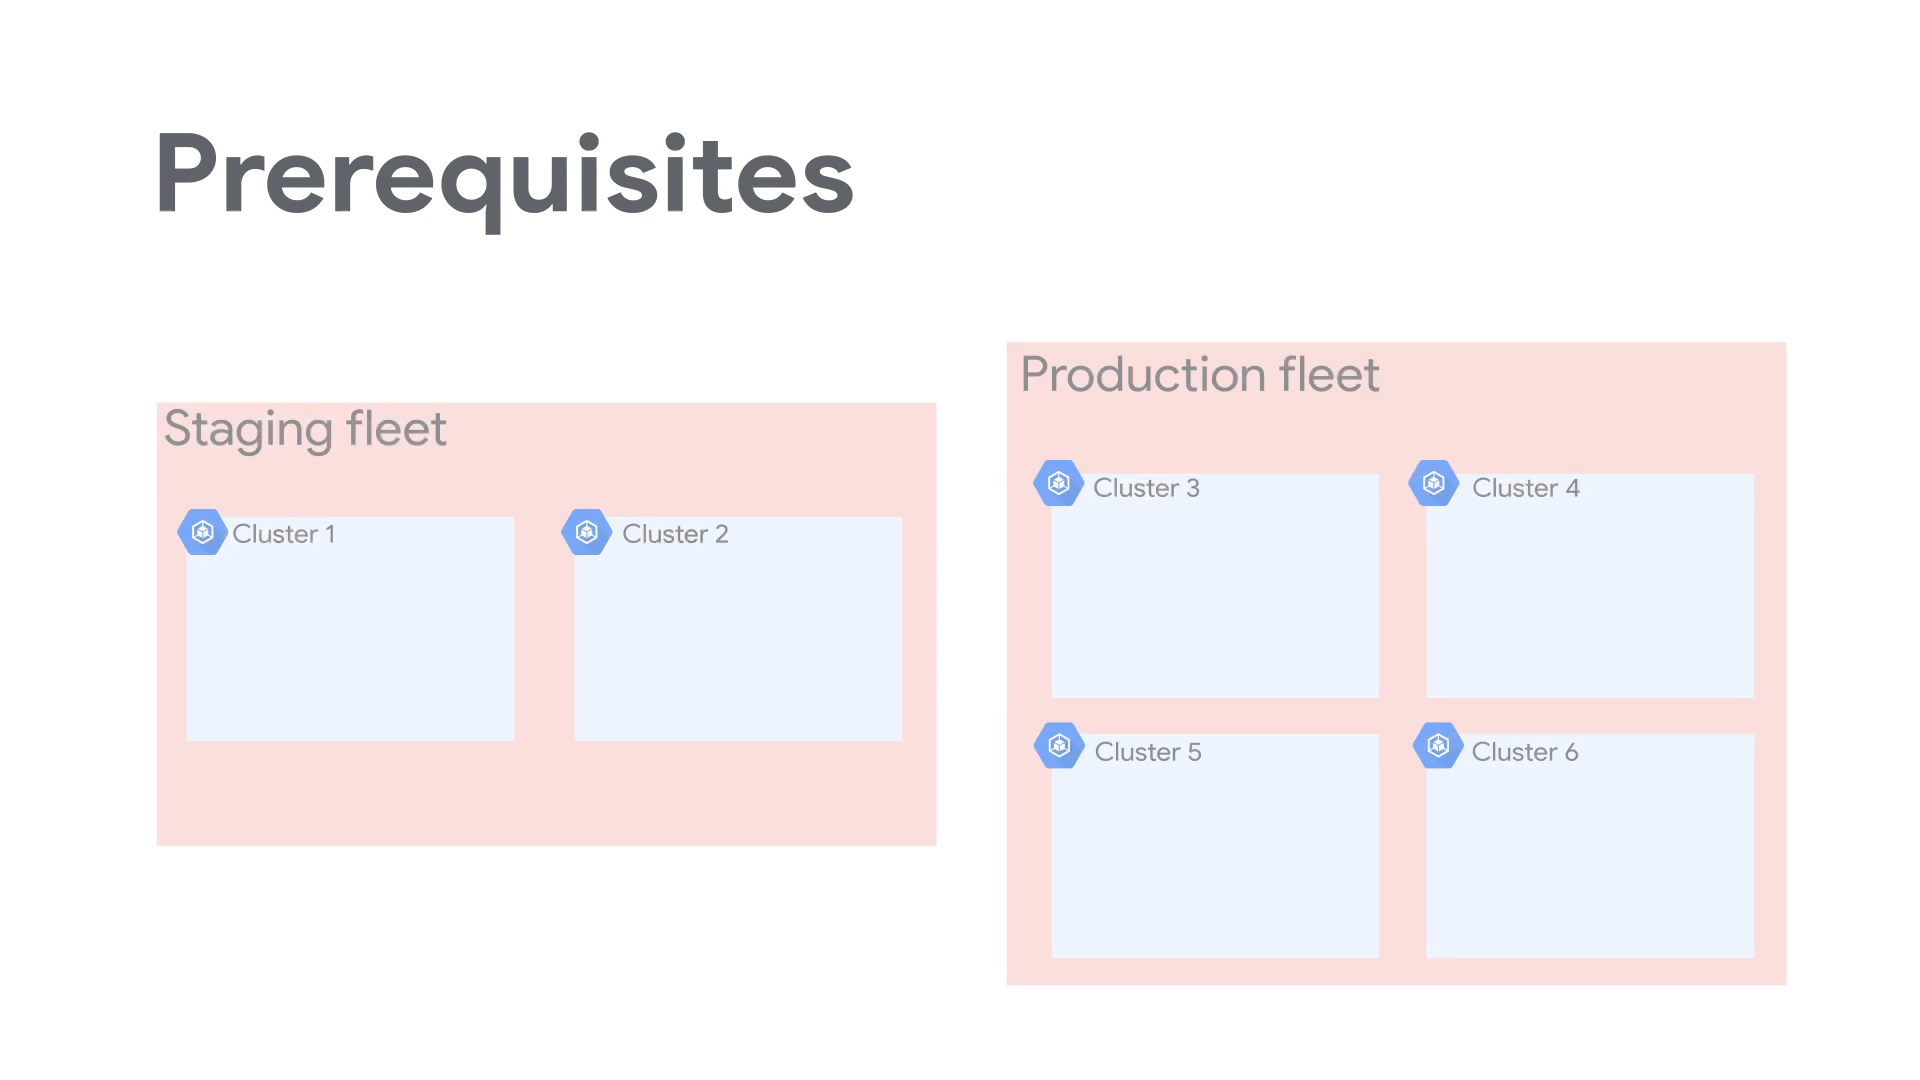 Prerequisites
Staging fleet
Cluster 1
Cluster 2
Production fleet
Cluster 3
Cluster 4
Cluster 5
Cluster 6